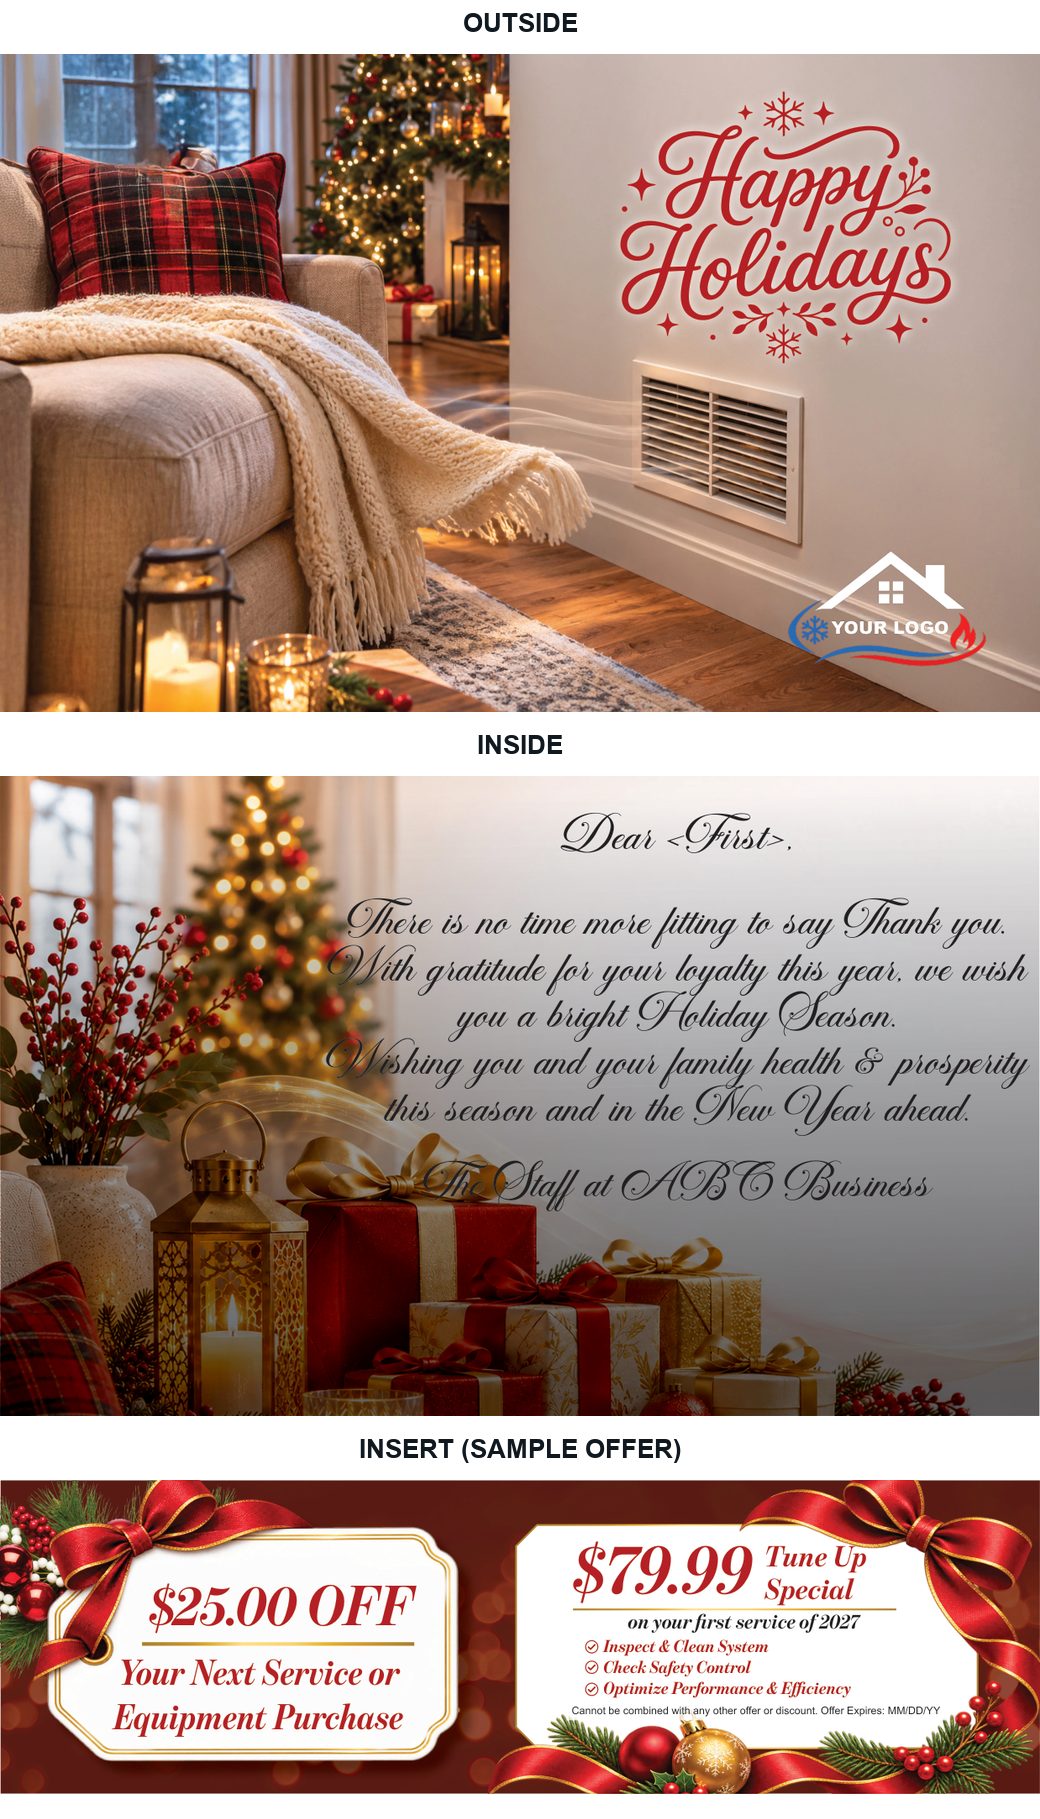 OUTSIDE
Happy
Holidays
YOUR LOGO
INSIDE
Dear <First>,
There is no time more fitting to say Thank you.
With gratitude for your loyalty this year, we wish
you a bright Holiday Season.
Wishing you and your family health & prosperity
this season and in the New Year ahead.
The Staff at ABC Business
INSERT (SAMPLE OFFER)
$25.00 OFF
Your Next Service or
Equipment Purchase
$79.99 Tune Up
Special
on your first service of 2027
Inspect & Clean System
Check Safety Control
Optimize Performance & Efficiency
Cannot be combined with any other offer or discount. Offer Expires: MM/DD/YY